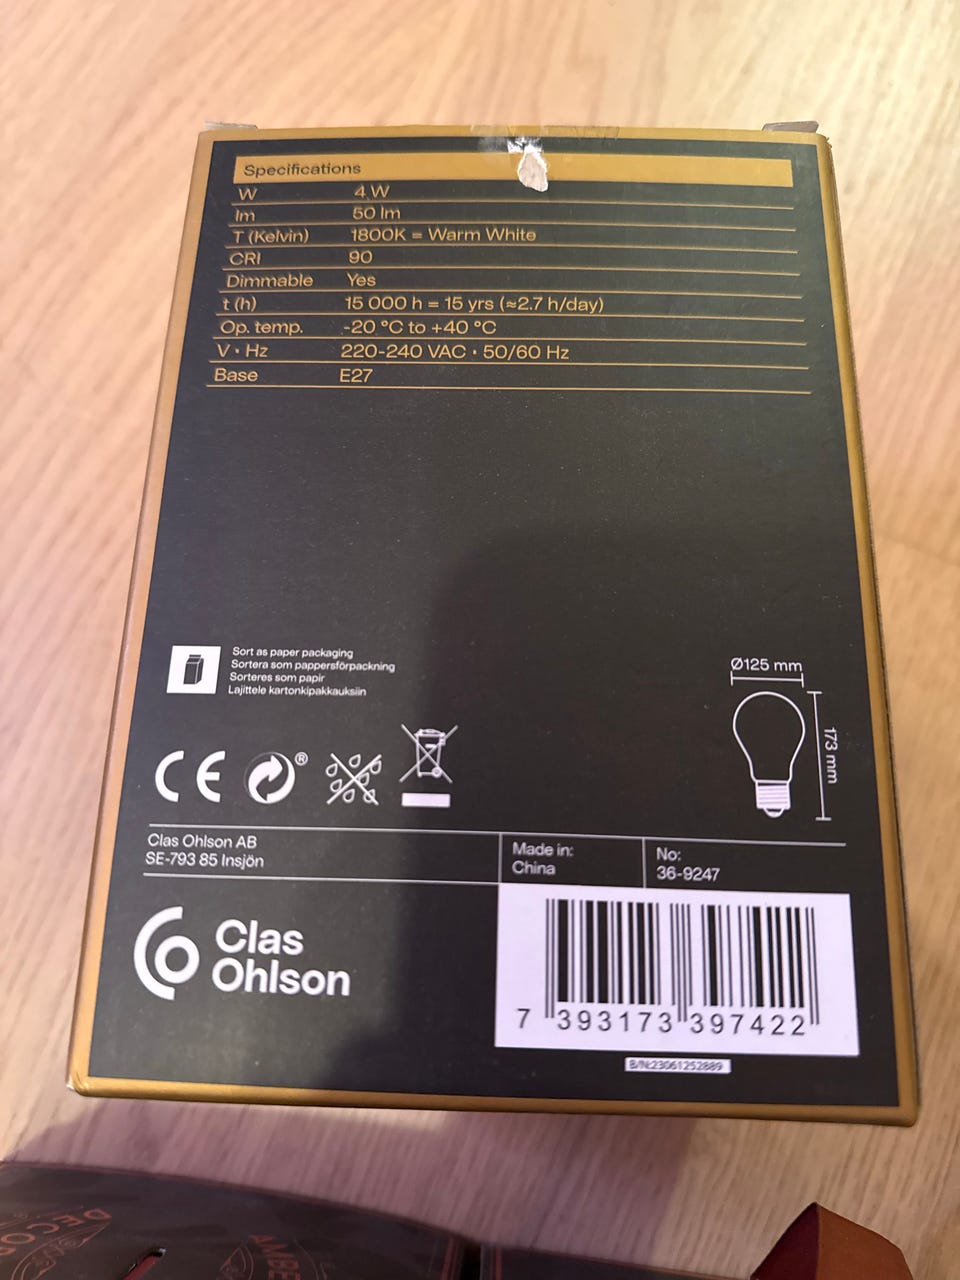 Specifications
W 4 W
lm 50 lm
T (Kelvin) 1800K = Warm White
CRI 90
Dimmable Yes
t (h) 15 000 h = 15 yrs (≈2.7 h/day)
Op. temp. -20 °C to +40 °C
V • Hz 220-240 VAC • 50/60 Hz
Base E27
Sort as paper packaging
Sortera som pappersförpackning
Sorteres som papir
Lajittele kartonkipakkauksiin
Ø125 mm
173 mm
CE
®
Clas Ohlson AB
SE-793 85 Insjön
Made in:
China
No:
36-9247
Clas
Ohlson
7 393173 397422
B/N:23061252889
DECOR
AMBE